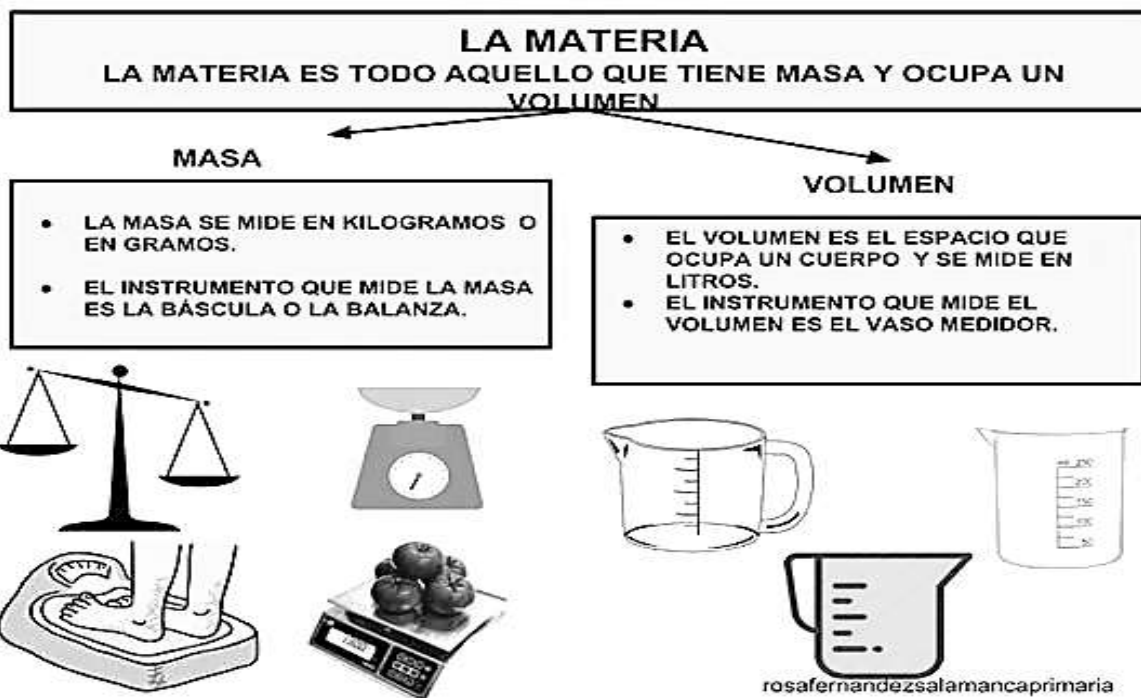 LA MATERIA
LA MATERIA ES TODO AQUELLO QUE TIENE MASA Y OCUPA UN
VOLUMEN
MASA
• LA MASA SE MIDE EN KILOGRAMOS O
EN GRAMOS.
• EL INSTRUMENTO QUE MIDE LA MASA
ES LA BÁSCULA O LA BALANZA.
VOLUMEN
• EL VOLUMEN ES EL ESPACIO QUE
OCUPA UN CUERPO Y SE MIDE EN
LITROS.
• EL INSTRUMENTO QUE MIDE EL
VOLUMEN ES EL VASO MEDIDOR.
rosafernandezsalamancaprimaria